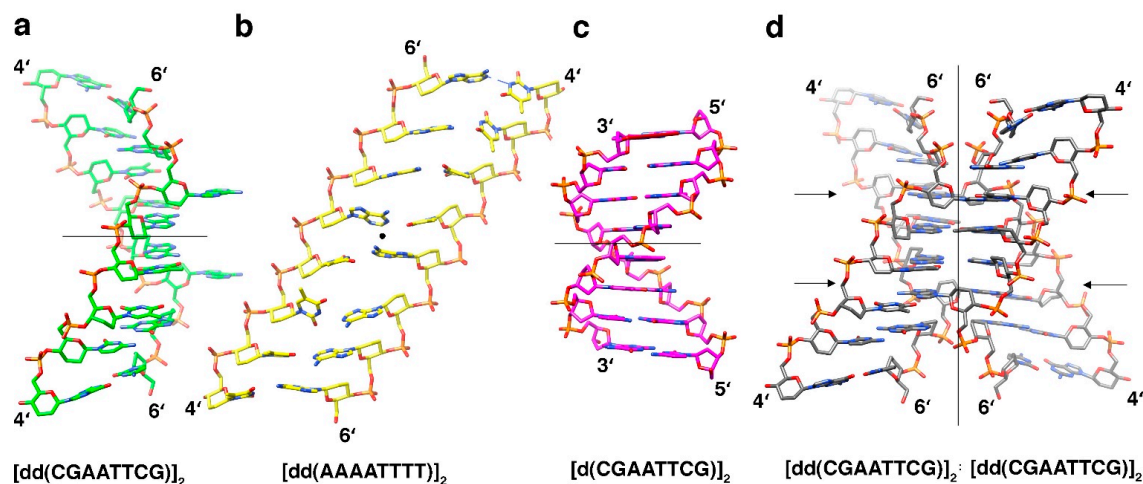 a b c d
4‘ 6‘ 6‘ 4‘ 3‘ 5‘ 4‘ 6‘ 6‘ 4‘
4‘ 6‘ 4‘ 6‘ 3‘ 5‘ 4‘ 6‘ 6‘ 4‘
[dd(CGAATTCG)]₂ [dd(AAAATTTT)]₂ [d(CGAATTCG)]₂ [dd(CGAATTCG)]₂: [dd(CGAATTCG)]₂